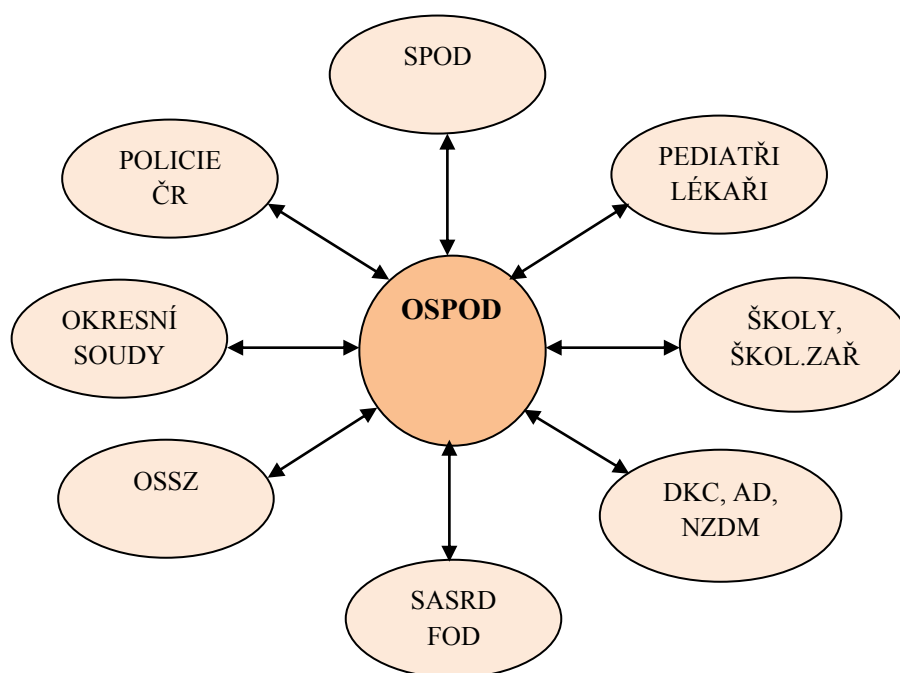 SPOD
POLICIE
ČR
PEDIATŘI
LÉKAŘI
OSPOD
OKRESNÍ
SOUDY
ŠKOLY,
ŠKOL.ZAŘ
OSSZ
DKC, AD,
NZDM
SASRD
FOD